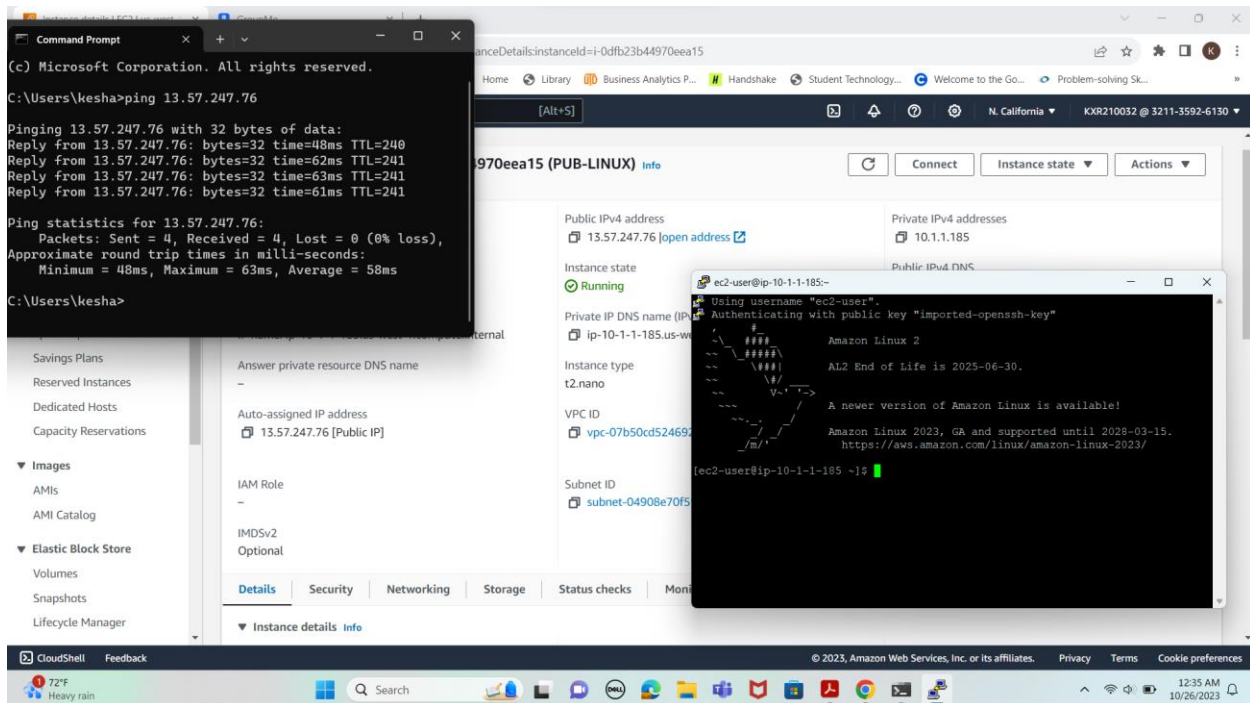 Instance details | EC2 | us-west
GroupMe
Command Prompt
(c) Microsoft Corporation. All rights reserved.
C:\Users\kesha>ping 13.57.247.76
Pinging 13.57.247.76 with 32 bytes of data:
Reply from 13.57.247.76: bytes=32 time=48ms TTL=240
Reply from 13.57.247.76: bytes=32 time=62ms TTL=241
Reply from 13.57.247.76: bytes=32 time=63ms TTL=241
Reply from 13.57.247.76: bytes=32 time=61ms TTL=241
Ping statistics for 13.57.247.76:
Packets: Sent = 4, Received = 4, Lost = 0 (0% loss),
Approximate round trip times in milli-seconds:
Minimum = 48ms, Maximum = 63ms, Average = 58ms
C:\Users\kesha>
anceDetails:instanceId=i-0dfb23b44970eea15
K
Home Library Business Analytics P... Handshake Student Technology... Welcome to the Go... Problem-solving Sk... »
[Alt+S] N. California ▼ KXR210032 @ 3211-3592-6130 ▼
4970eea15 (PUB-LINUX) Info Connect Instance state ▼ Actions ▼
Public IPv4 address Private IPv4 addresses
13.57.247.76 |open address 10.1.1.185
Instance state Public IPv4 DNS
Running
Private IP DNS name (IPv
ternal ip-10-1-1-185.us-we
Savings Plans
Reserved Instances
Dedicated Hosts
Capacity Reservations
▼ Images
AMIs
AMI Catalog
▼ Elastic Block Store
Volumes
Snapshots
Lifecycle Manager
Answer private resource DNS name Instance type
– t2.nano
Auto-assigned IP address VPC ID
13.57.247.76 [Public IP] vpc-07b50cd524692
IAM Role Subnet ID
– subnet-04908e70f5
IMDSv2
Optional
Details Security Networking Storage Status checks Moni
▼ Instance details Info
ec2-user@ip-10-1-1-185:~
Using username "ec2-user".
Authenticating with public key "imported-openssh-key"
Amazon Linux 2
AL2 End of Life is 2025-06-30.
A newer version of Amazon Linux is available!
Amazon Linux 2023, GA and supported until 2028-03-15.
https://aws.amazon.com/linux/amazon-linux-2023/
[ec2-user@ip-10-1-1-185 ~]$
CloudShell Feedback © 2023, Amazon Web Services, Inc. or its affiliates. Privacy Terms Cookie preferences
1
72°F
Heavy rain
Search
DELL
12:35 AM
10/26/2023